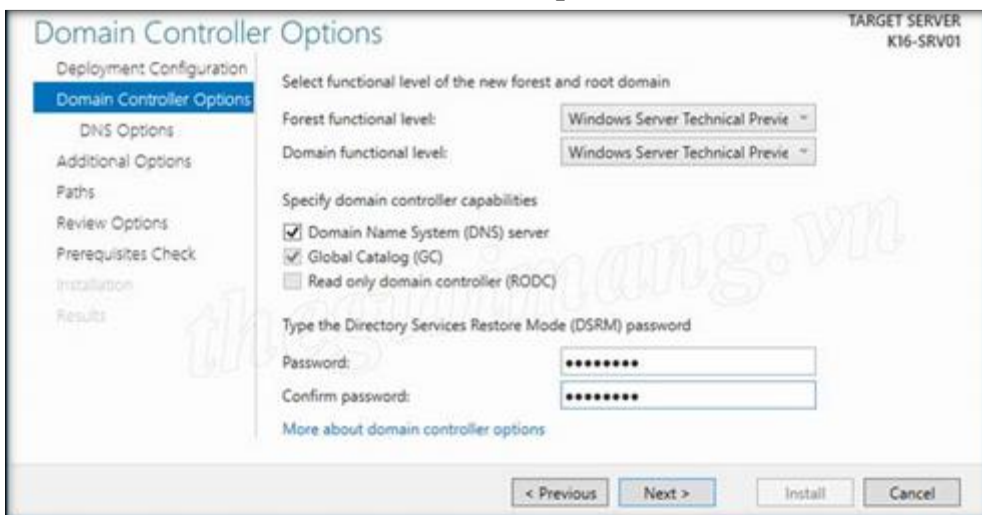 Domain Controller Options
TARGET SERVER
K16-SRV01
Deployment Configuration
Domain Controller Options
DNS Options
Additional Options
Paths
Review Options
Prerequisites Check
Installation
Results
Select functional level of the new forest and root domain
Forest functional level: Windows Server Technical Previe
Domain functional level: Windows Server Technical Previe
Specify domain controller capabilities
Domain Name System (DNS) server
Global Catalog (GC)
Read only domain controller (RODC)
Type the Directory Services Restore Mode (DSRM) password
Password: ●●●●●●●●
Confirm password: ●●●●●●●●
More about domain controller options
< Previous Next > Install Cancel